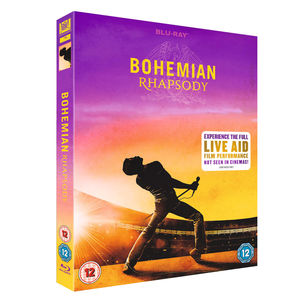 BLU-RAY
BOHEMIAN
RHAPSODY
EXPERIENCE THE FULL
LIVE AID
FILM PERFORMANCE
NOT SEEN IN CINEMAS!
12
12
BOHEMIAN RHAPSODY
12